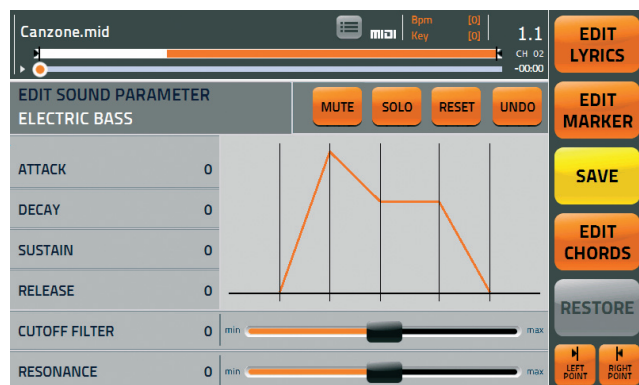 Canzone.mid
MIDI
Bpm [0]
Key [0]
1.1
CH 02
-00:00
EDIT SOUND PARAMETER
ELECTRIC BASS
MUTE
SOLO
RESET
UNDO
ATTACK 0
DECAY 0
SUSTAIN 0
RELEASE 0
CUTOFF FILTER 0 min max
RESONANCE 0 min max
EDIT
LYRICS
EDIT
MARKER
SAVE
EDIT
CHORDS
RESTORE
LEFT
POINT
RIGHT
POINT